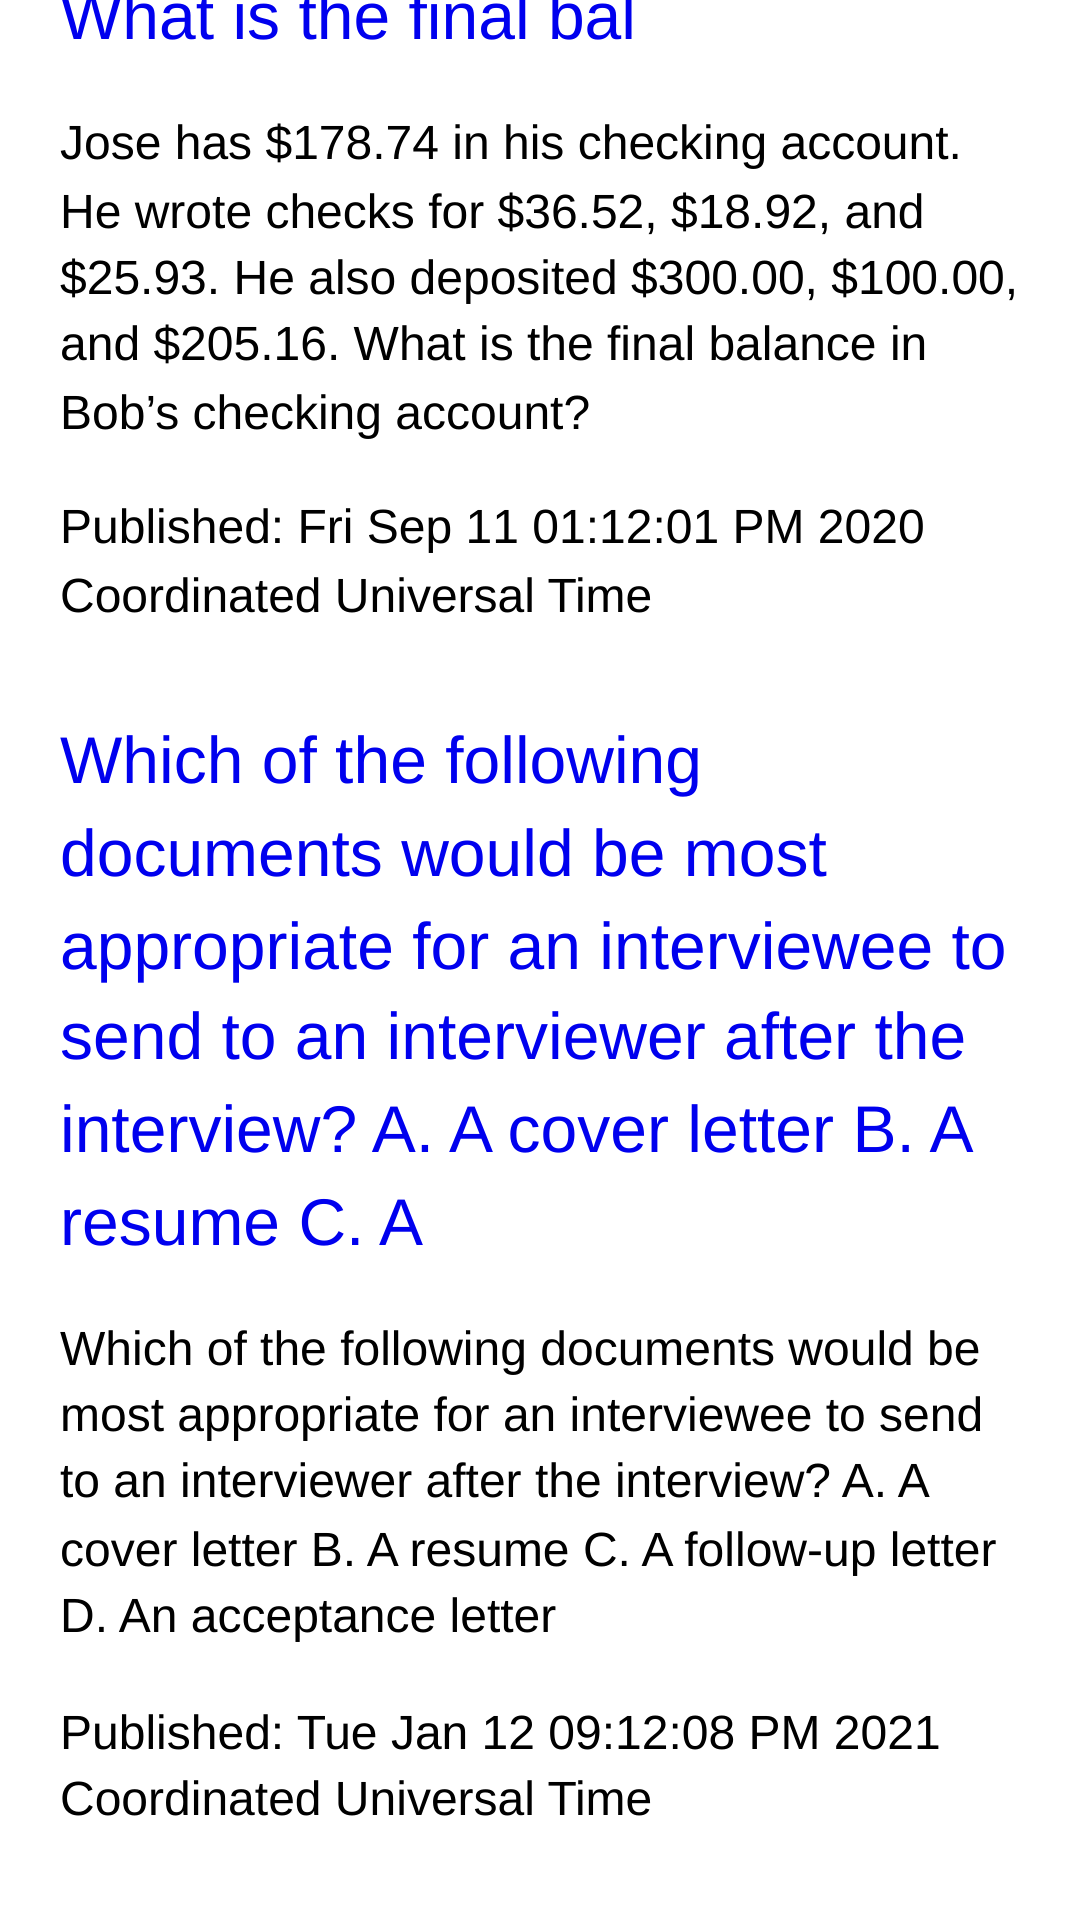 What is the final bal
Jose has $178.74 in his checking account.
He wrote checks for $36.52, $18.92, and
$25.93. He also deposited $300.00, $100.00,
and $205.16. What is the final balance in
Bob’s checking account?
Published: Fri Sep 11 01:12:01 PM 2020
Coordinated Universal Time
Which of the following
documents would be most
appropriate for an interviewee to
send to an interviewer after the
interview? A. A cover letter B. A
resume C. A
Which of the following documents would be
most appropriate for an interviewee to send
to an interviewer after the interview? A. A
cover letter B. A resume C. A follow-up letter
D. An acceptance letter
Published: Tue Jan 12 09:12:08 PM 2021
Coordinated Universal Time